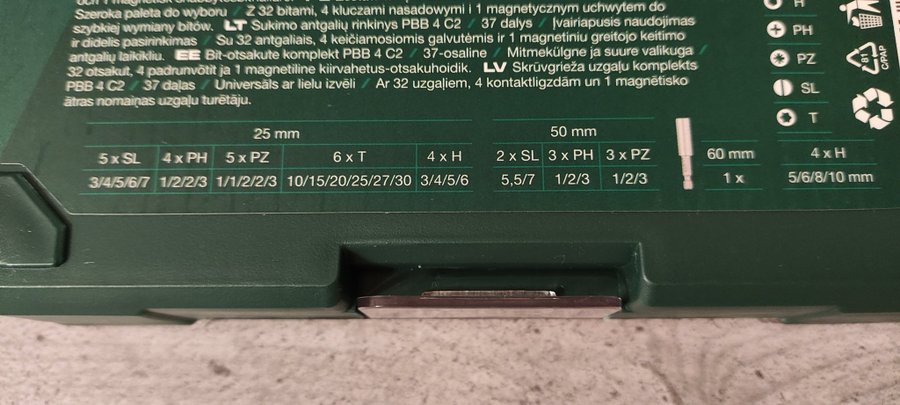 Szeroka paleta do wyboru / Z 32 bitami, 4 kluczami nasadowymi i 1 magnetycznym uchwytem do
szybkiej wymiany bitów. LT Sukimo antgalių rinkinys PBB 4 C2 / 37 dalys / Įvairiapusis naudojimas
ir didelis pasirinkimas / Su 32 antgaliais, 4 keičiamosiomis galvutėmis ir 1 magnetiniu greitojo keitimo
antgalių laikikliu. EE Bit-otsakute komplekt PBB 4 C2 / 37-osaline / Mitmekülgne ja suure valikuga /
32 otsakut, 4 padrunvõtit ja 1 magnetiline kiirvahetus-otsakuhoidik. LV Skrūvgrieža uzgaļu komplekts
PBB 4 C2 / 37 daļas / Universāls ar lielu izvēli / Ar 32 uzgaļiem, 4 kontaktligzdām un 1 magnētisko
ātras nomaiņas uzgaļu turētāju.
H
PH
PZ
SL
T
81
C/PAP
25 mm
50 mm
5 x SL 4 x PH 5 x PZ 6 x T 4 x H 2 x SL 3 x PH 3 x PZ 60 mm 4 x H
3/4/5/6/7 1/2/2/3 1/1/2/2/3 10/15/20/25/27/30 3/4/5/6 5,5/7 1/2/3 1/2/3 1 x 5/6/8/10 mm